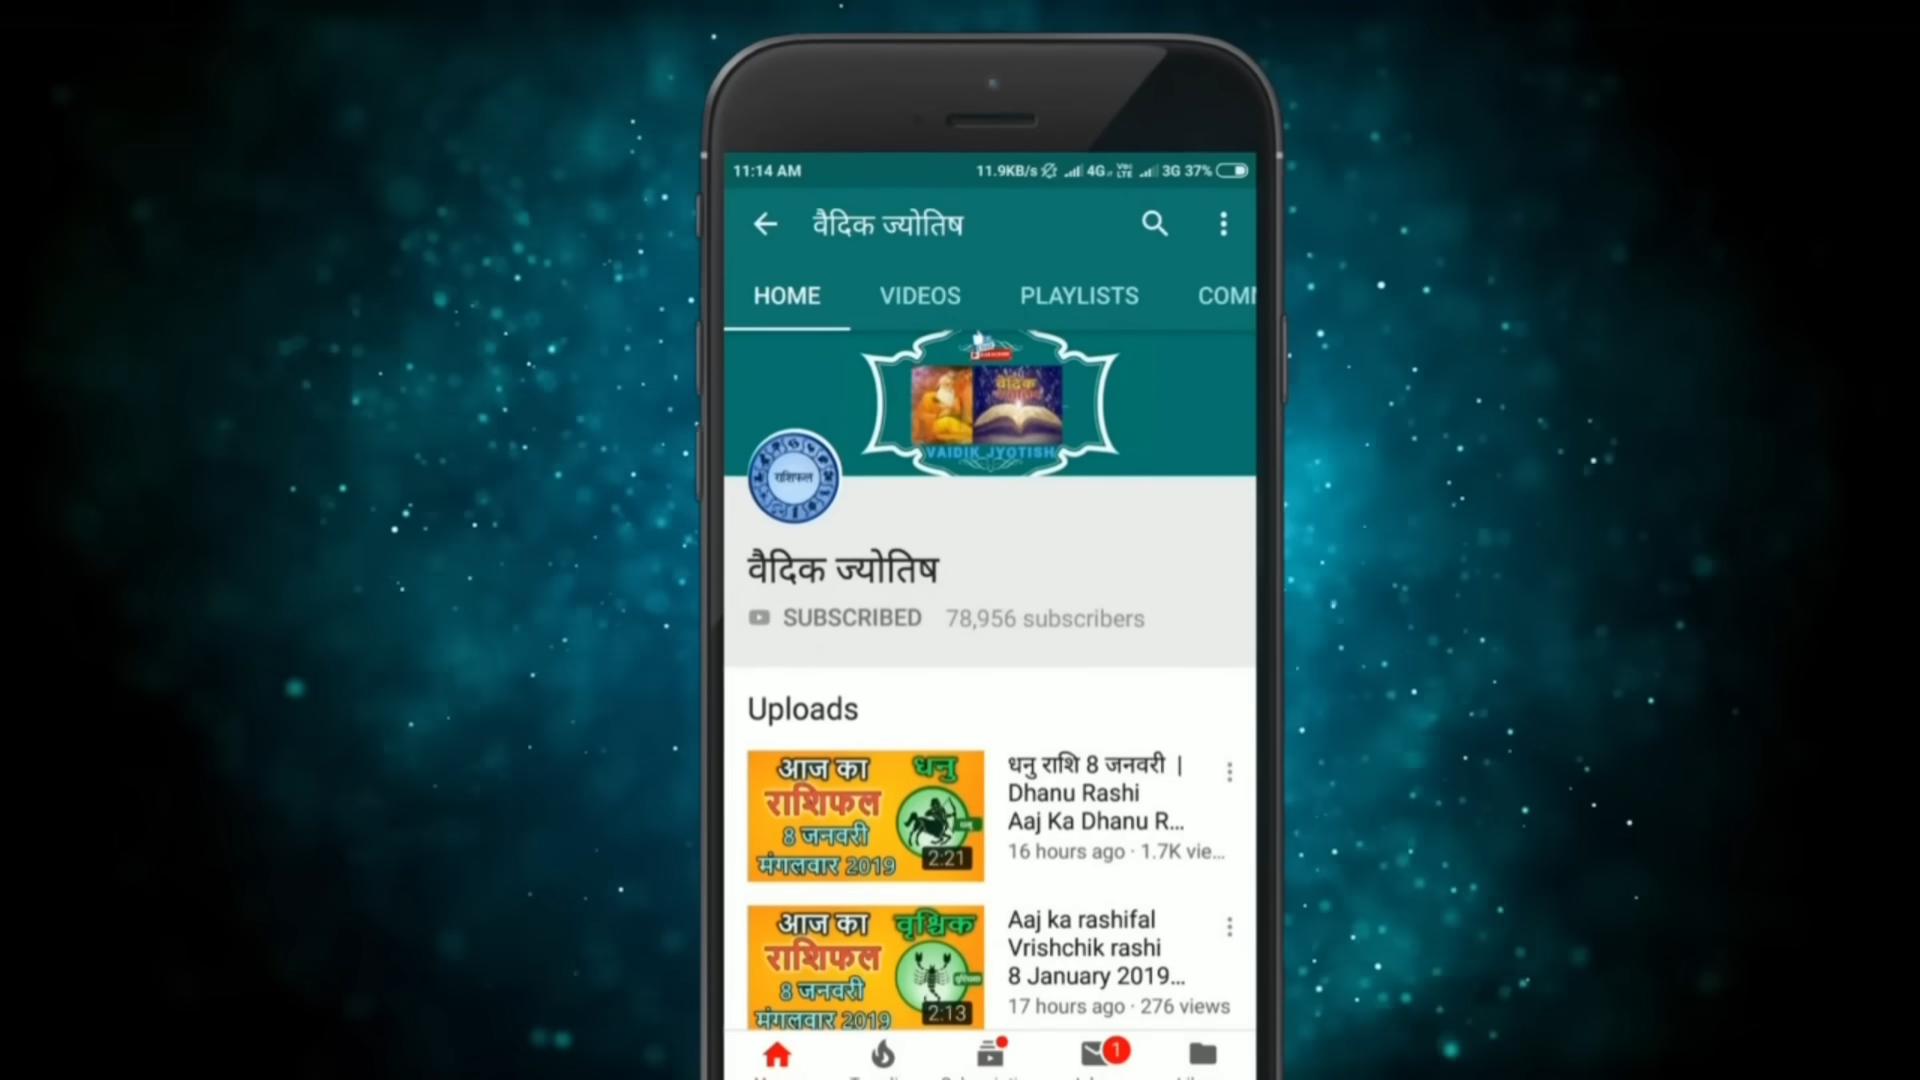 11:14 AM 11.9KB/s 4G VoLTE 3G 37%
वैदिक ज्योतिष
HOME VIDEOS PLAYLISTS COMM
वैदिक
VAIDIK JYOTISH
राशिफल
वैदिक ज्योतिष
SUBSCRIBED 78,956 subscribers
Uploads
आज का धनु
राशिफल
8 जनवरी
मंगलवार 2019
2:21
धनु राशि 8 जनवरी |
Dhanu Rashi
Aaj Ka Dhanu R...
16 hours ago · 1.7K vie...
आज का वृश्चिक
राशिफल
8 जनवरी
मंगलवार 2019
2:13
Aaj ka rashifal
Vrishchik rashi
8 January 2019...
17 hours ago · 276 views
1